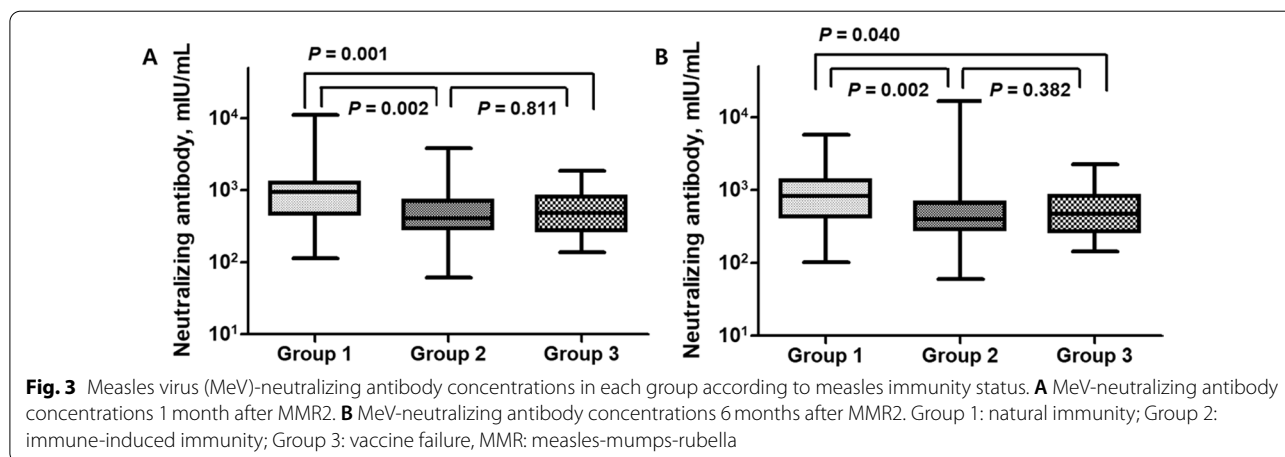 A
P = 0.001
P = 0.002
P = 0.811
Neutralizing antibody, mIU/mL
10⁴
10³
10²
10¹
Group 1 Group 2 Group 3
B
P = 0.040
P = 0.002
P = 0.382
Neutralizing antibody, mIU/mL
10⁴
10³
10²
10¹
Group 1 Group 2 Group 3
Fig. 3 Measles virus (MeV)-neutralizing antibody concentrations in each group according to measles immunity status. A MeV-neutralizing antibody
concentrations 1 month after MMR2. B MeV-neutralizing antibody concentrations 6 months after MMR2. Group 1: natural immunity; Group 2:
immune-induced immunity; Group 3: vaccine failure, MMR: measles-mumps-rubella